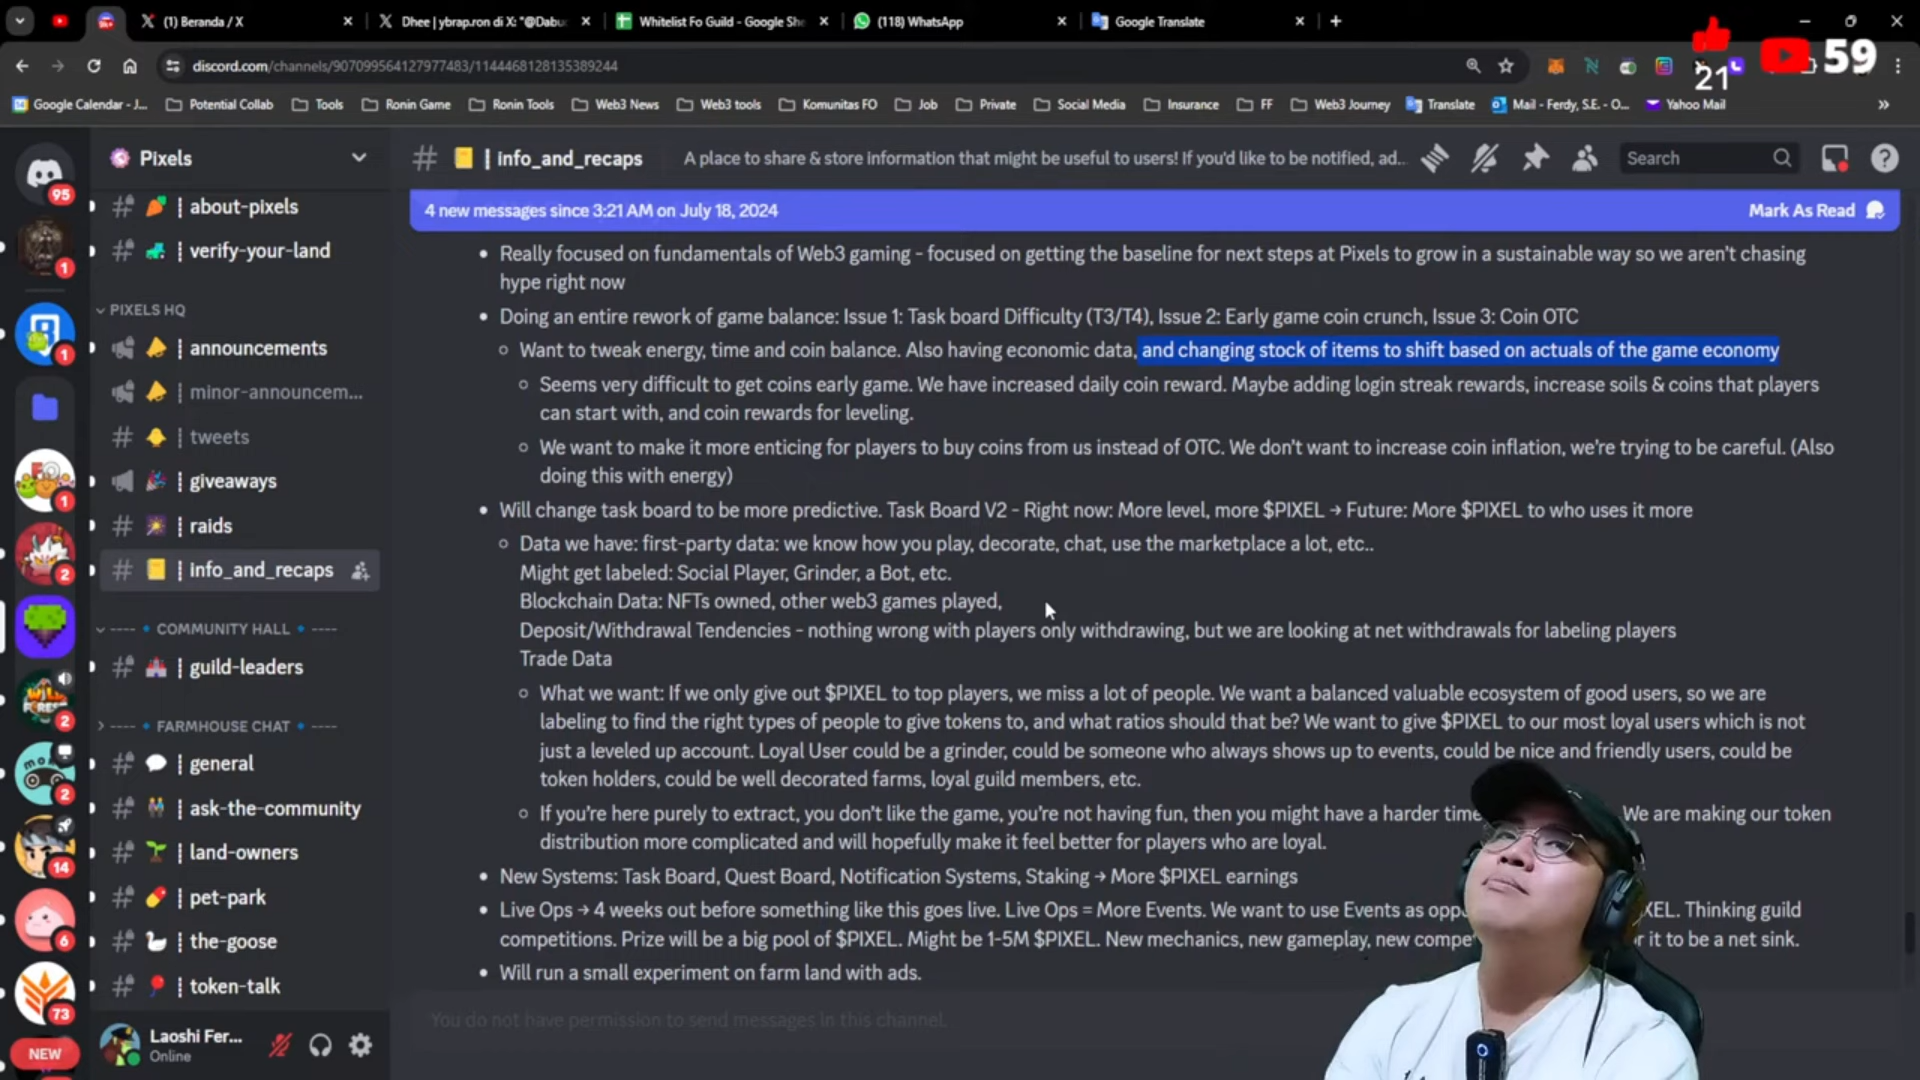 (1) Beranda / X
Dhee | ybrap.ron di X: "@Dabu
Whitelist Fo Guild - Google She
(118) WhatsApp
Google Translate
discord.com/channels/907099564127977483/1144468128135389244
21
59
Google Calendar - J...
Potential Collab
Tools
Ronin Game
Ronin Tools
Web3 News
Web3 tools
Komunitas FO
Job
Private
Social Media
Insurance
FF
Web3 Journey
Translate
Mail - Ferdy, S.E. - O...
Yahoo Mail
Pixels
info_and_recaps
A place to share & store information that might be useful to users! If you'd like to be notified, ad...
Search
4 new messages since 3:21 AM on July 18, 2024
Mark As Read
95
1
1
1
2
2
2
14
6
73
NEW
about-pixels
verify-your-land
PIXELS HQ
announcements
minor-announcem...
tweets
giveaways
raids
info_and_recaps
---- COMMUNITY HALL ----
guild-leaders
---- FARMHOUSE CHAT ----
general
ask-the-community
land-owners
pet-park
the-goose
token-talk
Laoshi Fer...
Online
Really focused on fundamentals of Web3 gaming - focused on getting the baseline for next steps at Pixels to grow in a sustainable way so we aren't chasing
hype right now
Doing an entire rework of game balance: Issue 1: Task board Difficulty (T3/T4), Issue 2: Early game coin crunch, Issue 3: Coin OTC
Want to tweak energy, time and coin balance. Also having economic data, and changing stock of items to shift based on actuals of the game economy
Seems very difficult to get coins early game. We have increased daily coin reward. Maybe adding login streak rewards, increase soils & coins that players
can start with, and coin rewards for leveling.
We want to make it more enticing for players to buy coins from us instead of OTC. We don't want to increase coin inflation, we're trying to be careful. (Also
doing this with energy)
Will change task board to be more predictive. Task Board V2 - Right now: More level, more $PIXEL → Future: More $PIXEL to who uses it more
Data we have: first-party data: we know how you play, decorate, chat, use the marketplace a lot, etc..
Might get labeled: Social Player, Grinder, a Bot, etc.
Blockchain Data: NFTs owned, other web3 games played,
Deposit/Withdrawal Tendencies - nothing wrong with players only withdrawing, but we are looking at net withdrawals for labeling players
Trade Data
What we want: If we only give out $PIXEL to top players, we miss a lot of people. We want a balanced valuable ecosystem of good users, so we are
labeling to find the right types of people to give tokens to, and what ratios should that be? We want to give $PIXEL to our most loyal users which is not
just a leveled up account. Loyal User could be a grinder, could be someone who always shows up to events, could be nice and friendly users, could be
token holders, could be well decorated farms, loyal guild members, etc.
If you're here purely to extract, you don't like the game, you're not having fun, then you might have a harder time We are making our token
distribution more complicated and will hopefully make it feel better for players who are loyal.
New Systems: Task Board, Quest Board, Notification Systems, Staking → More $PIXEL earnings
Live Ops → 4 weeks out before something like this goes live. Live Ops = More Events. We want to use Events as opp XEL. Thinking guild
competitions. Prize will be a big pool of $PIXEL. Might be 1-5M $PIXEL. New mechanics, new gameplay, new compe r it to be a net sink.
Will run a small experiment on farm land with ads.
You do not have permission to send messages in this channel.